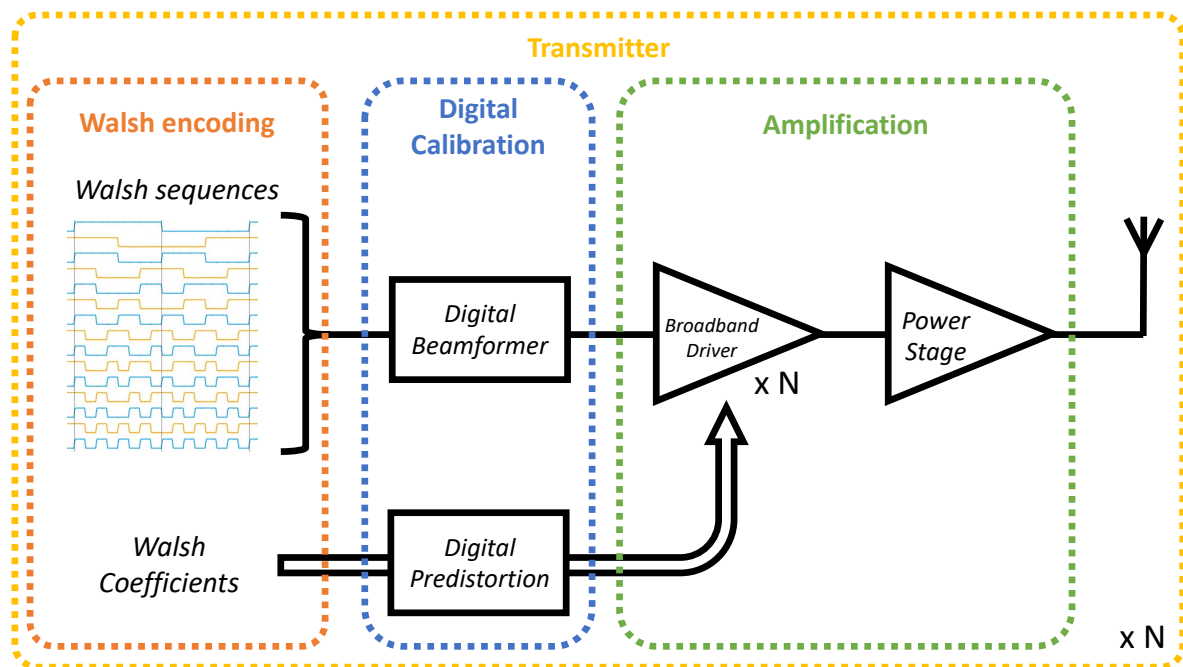 Transmitter
Walsh encoding
Digital
Calibration
Amplification
Walsh sequences
Digital
Beamformer
Broadband
Driver
x N
Power
Stage
Walsh
Coefficients
Digital
Predistortion
x N